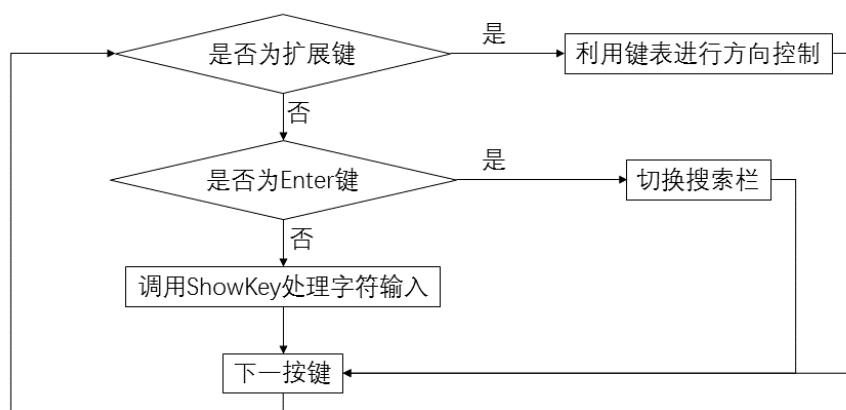 是否为扩展键
是
利用键表进行方向控制
否
是否为Enter键
是
切换搜索栏
否
调用ShowKey处理字符输入
下一按键